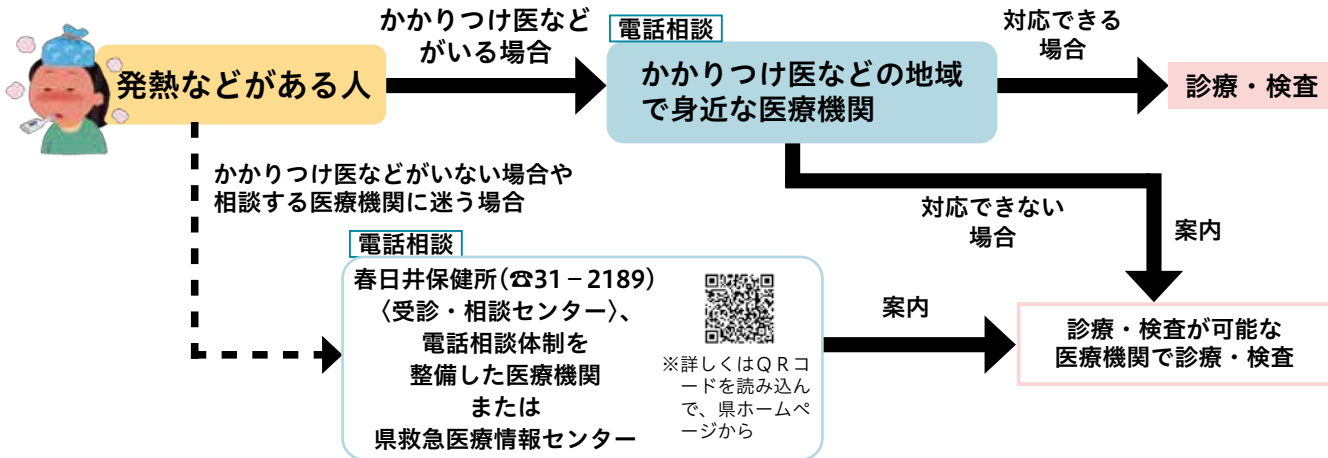 発熱などがある人
かかりつけ医など
がいる場合
電話相談
かかりつけ医などの地域
で身近な医療機関
対応できる
場合
診療・検査
かかりつけ医などがいない場合や
相談する医療機関に迷う場合
対応できない
場合
案内
電話相談
春日井保健所(☎31－2189)
〈受診・相談センター〉、
電話相談体制を
整備した医療機関
または
県救急医療情報センター
※詳しくはＱＲコ
ードを読み込ん
で、県ホームペ
ージから
案内
診療・検査が可能な
医療機関で診療・検査